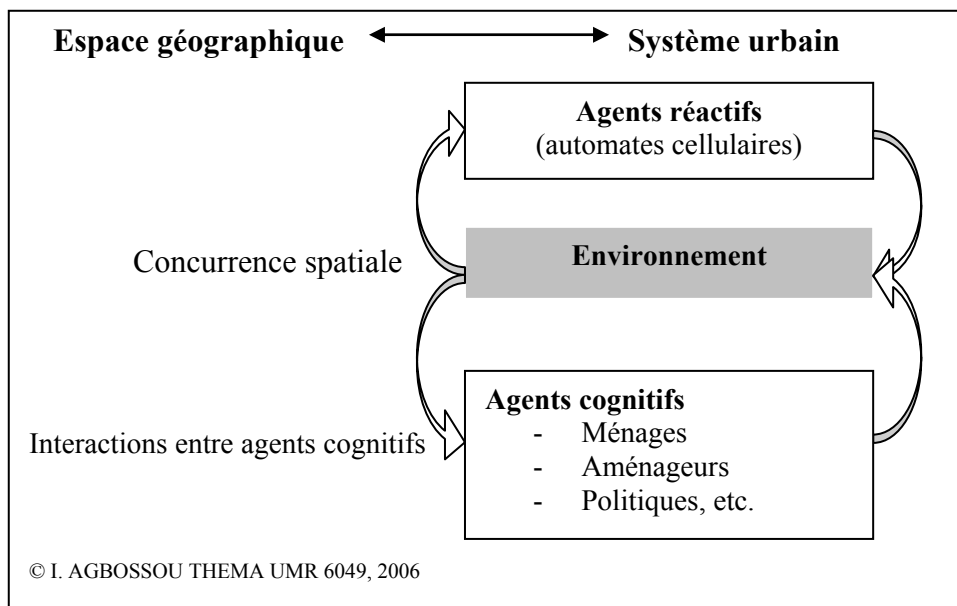 Espace géographique Système urbain
Agents réactifs
(automates cellulaires)
Concurrence spatiale
Environnement
Interactions entre agents cognitifs
Agents cognitifs
- Ménages
- Aménageurs
- Politiques, etc.
© I. AGBOSSOU THEMA UMR 6049, 2006